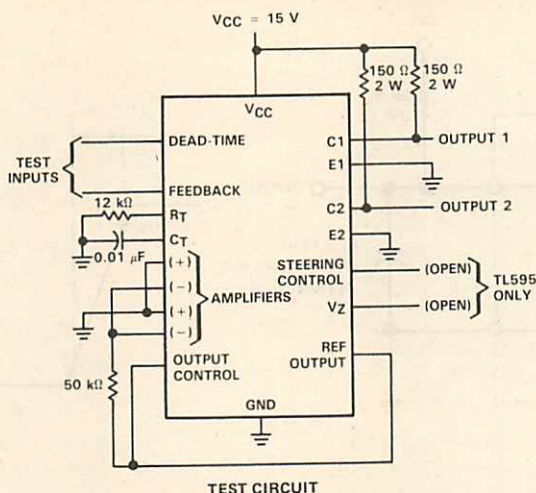 VCC = 15 V
150 Ω
2 W
150 Ω
2 W
VCC
TEST
INPUTS
DEAD-TIME
FEEDBACK
12 kΩ
RT
CT
0.01 µF
(+)
(−)
(+)
(−)
AMPLIFIERS
OUTPUT
CONTROL
50 kΩ
C1
OUTPUT 1
E1
C2
OUTPUT 2
E2
STEERING
CONTROL
(OPEN)
VZ
(OPEN)
TL595
ONLY
REF
OUTPUT
GND
TEST CIRCUIT